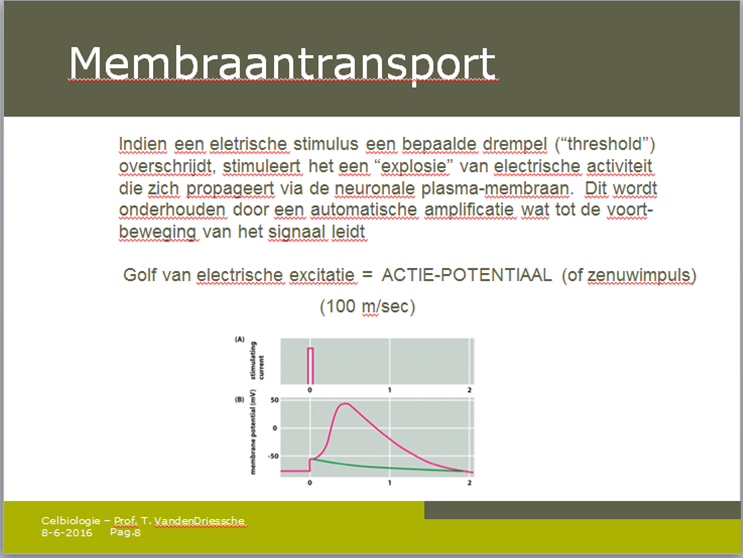 Membraantransport
Indien een eletrische stimulus een bepaalde drempel (“threshold”)
overschrijdt, stimuleert het een “explosie” van electrische activiteit
die zich propageert via de neuronale plasma-membraan.  Dit wordt
onderhouden door een automatische amplificatie wat tot de voort-
beweging van het signaal leidt
Golf van electrische excitatie =  ACTIE-POTENTIAAL  (of zenuwimpuls)
(100 m/sec)
(A)
stimulating
current
0 1 2
(B)
membrane potential (mV)
50
0
-50
0 1 2
Celbiologie – Prof. T. VandenDriessche
8-6-2016 Pag.8